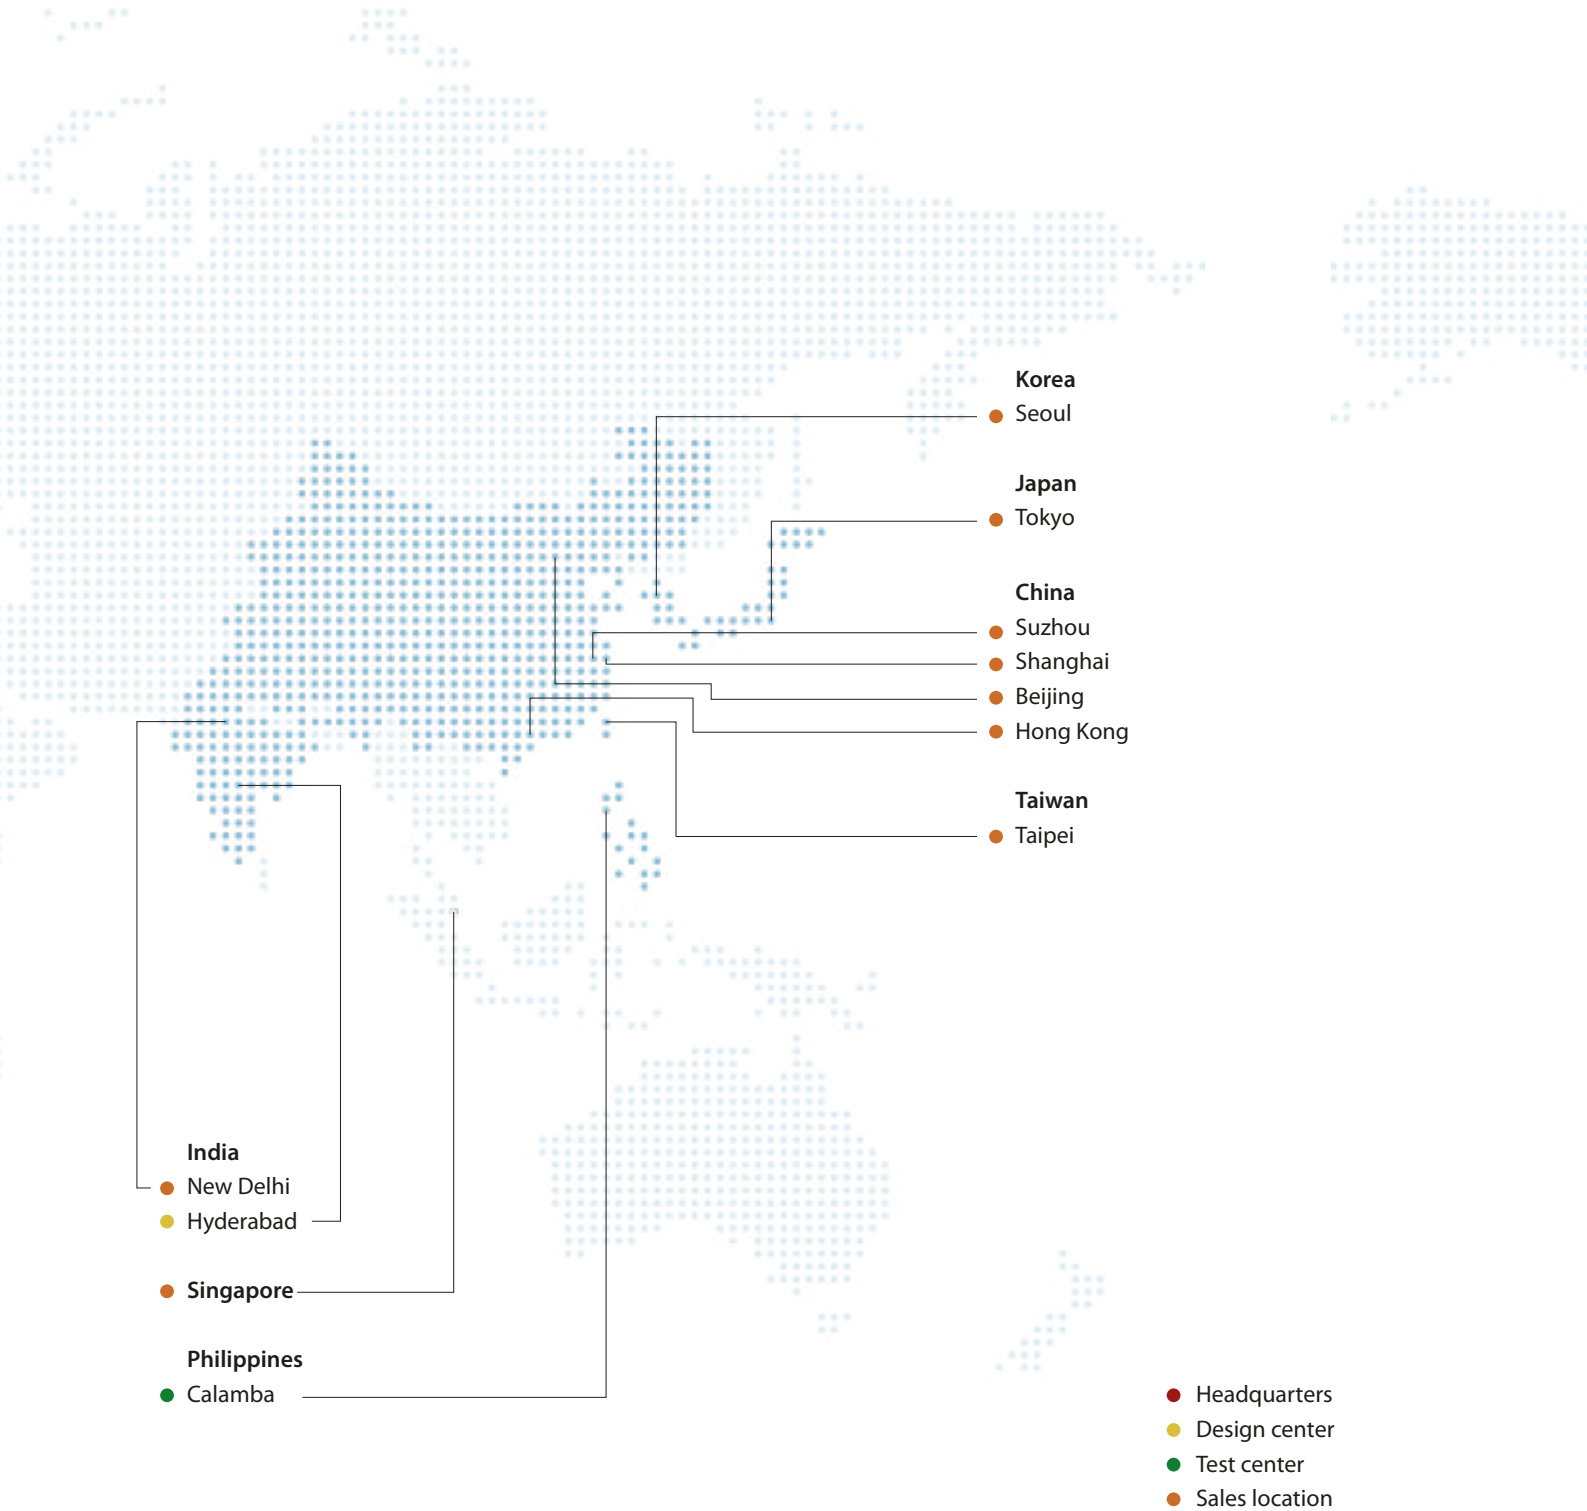 Korea
Seoul
Japan
Tokyo
China
Suzhou
Shanghai
Beijing
Hong Kong
Taiwan
Taipei
India
New Delhi
Hyderabad
Singapore
Philippines
Calamba
Headquarters
Design center
Test center
Sales location